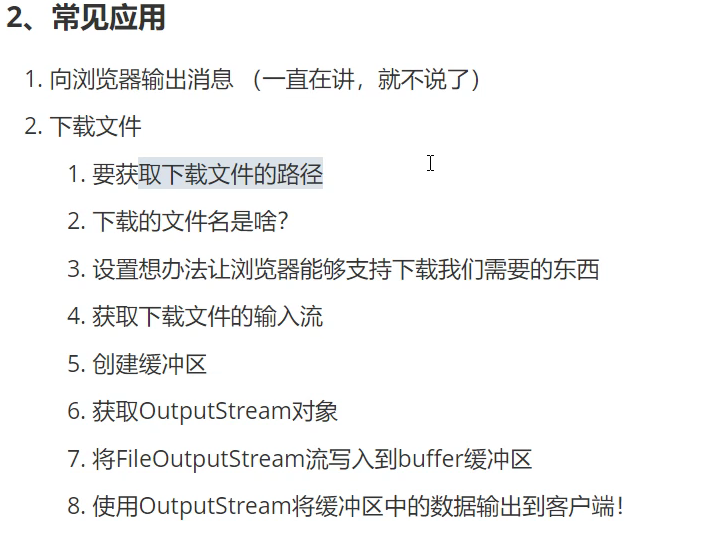 2、常见应用
1. 向浏览器输出消息 （一直在讲，就不说了）
2. 下载文件
1. 要获取下载文件的路径
2. 下载的文件名是啥？
3. 设置想办法让浏览器能够支持下载我们需要的东西
4. 获取下载文件的输入流
5. 创建缓冲区
6. 获取OutputStream对象
7. 将FileOutputStream流写入到buffer缓冲区
8. 使用OutputStream将缓冲区中的数据输出到客户端！